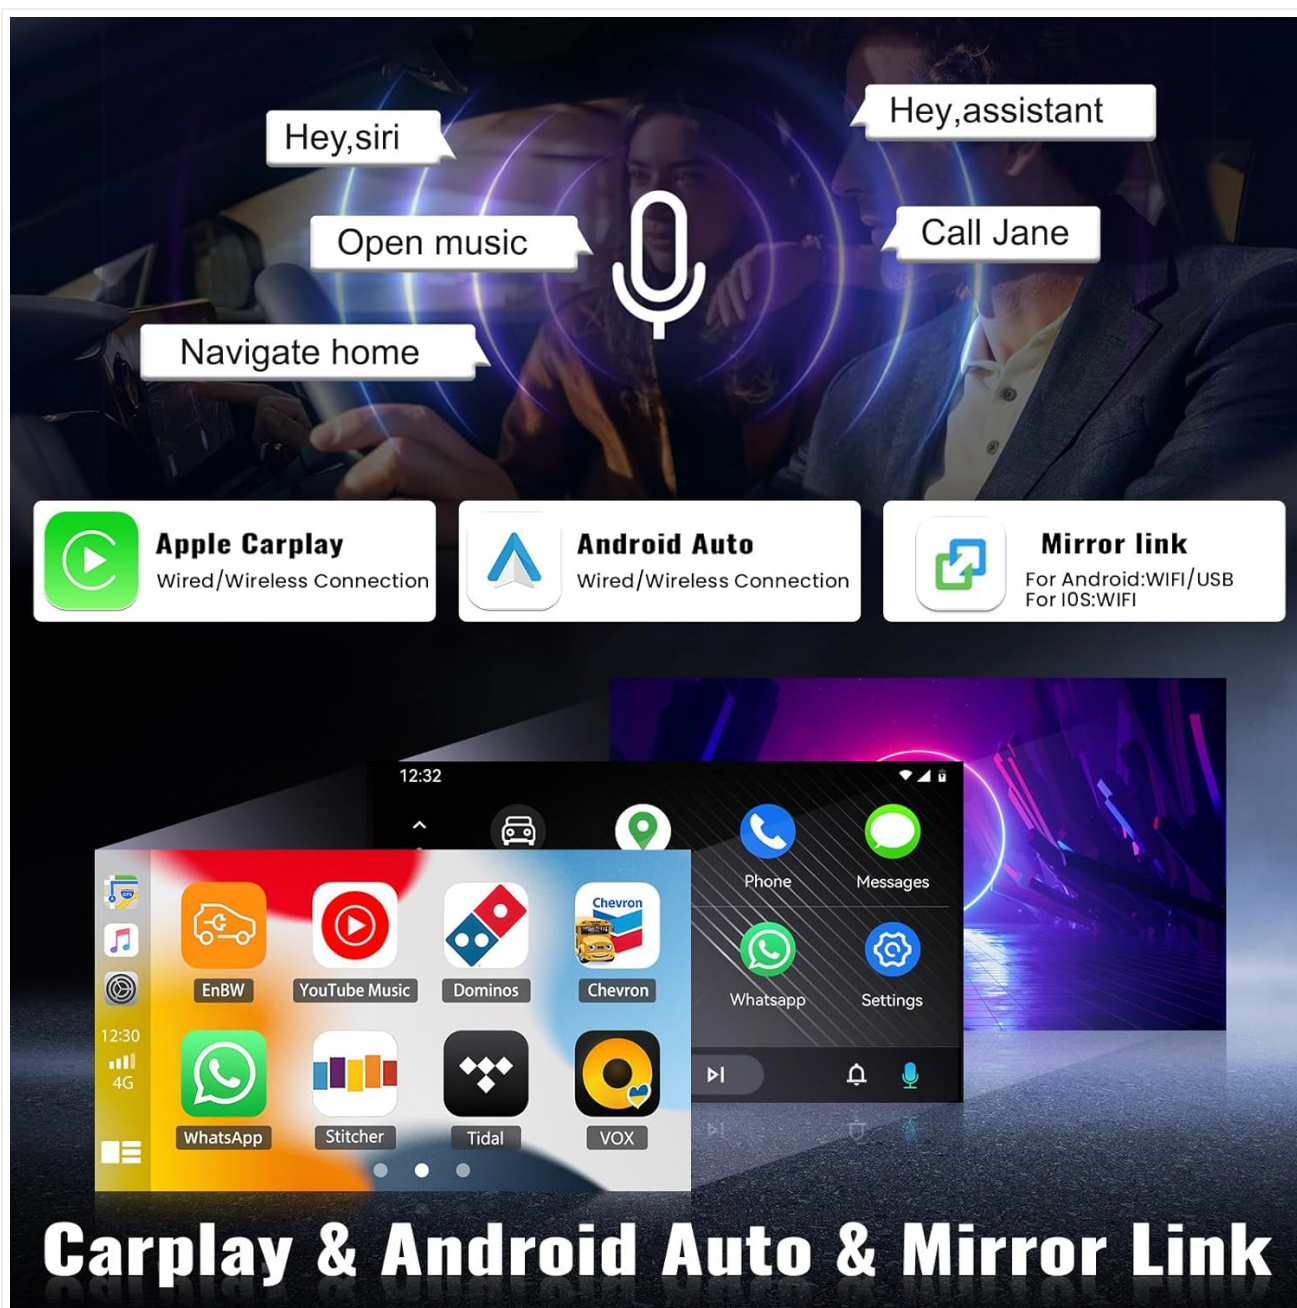 Hey,siri
Hey,assistant
Open music
Call Jane
Navigate home
Apple Carplay
Wired/Wireless Connection
Android Auto
Wired/Wireless Connection
Mirror link
For Android:WIFI/USB
For I0S:WIFI
12:32
Phone
Messages
Whatsapp
Settings
Chevron
EnBW
YouTube Music
Dominos
Chevron
12:30
4G
WhatsApp
Stitcher
Tidal
VOX
Carplay & Android Auto & Mirror Link